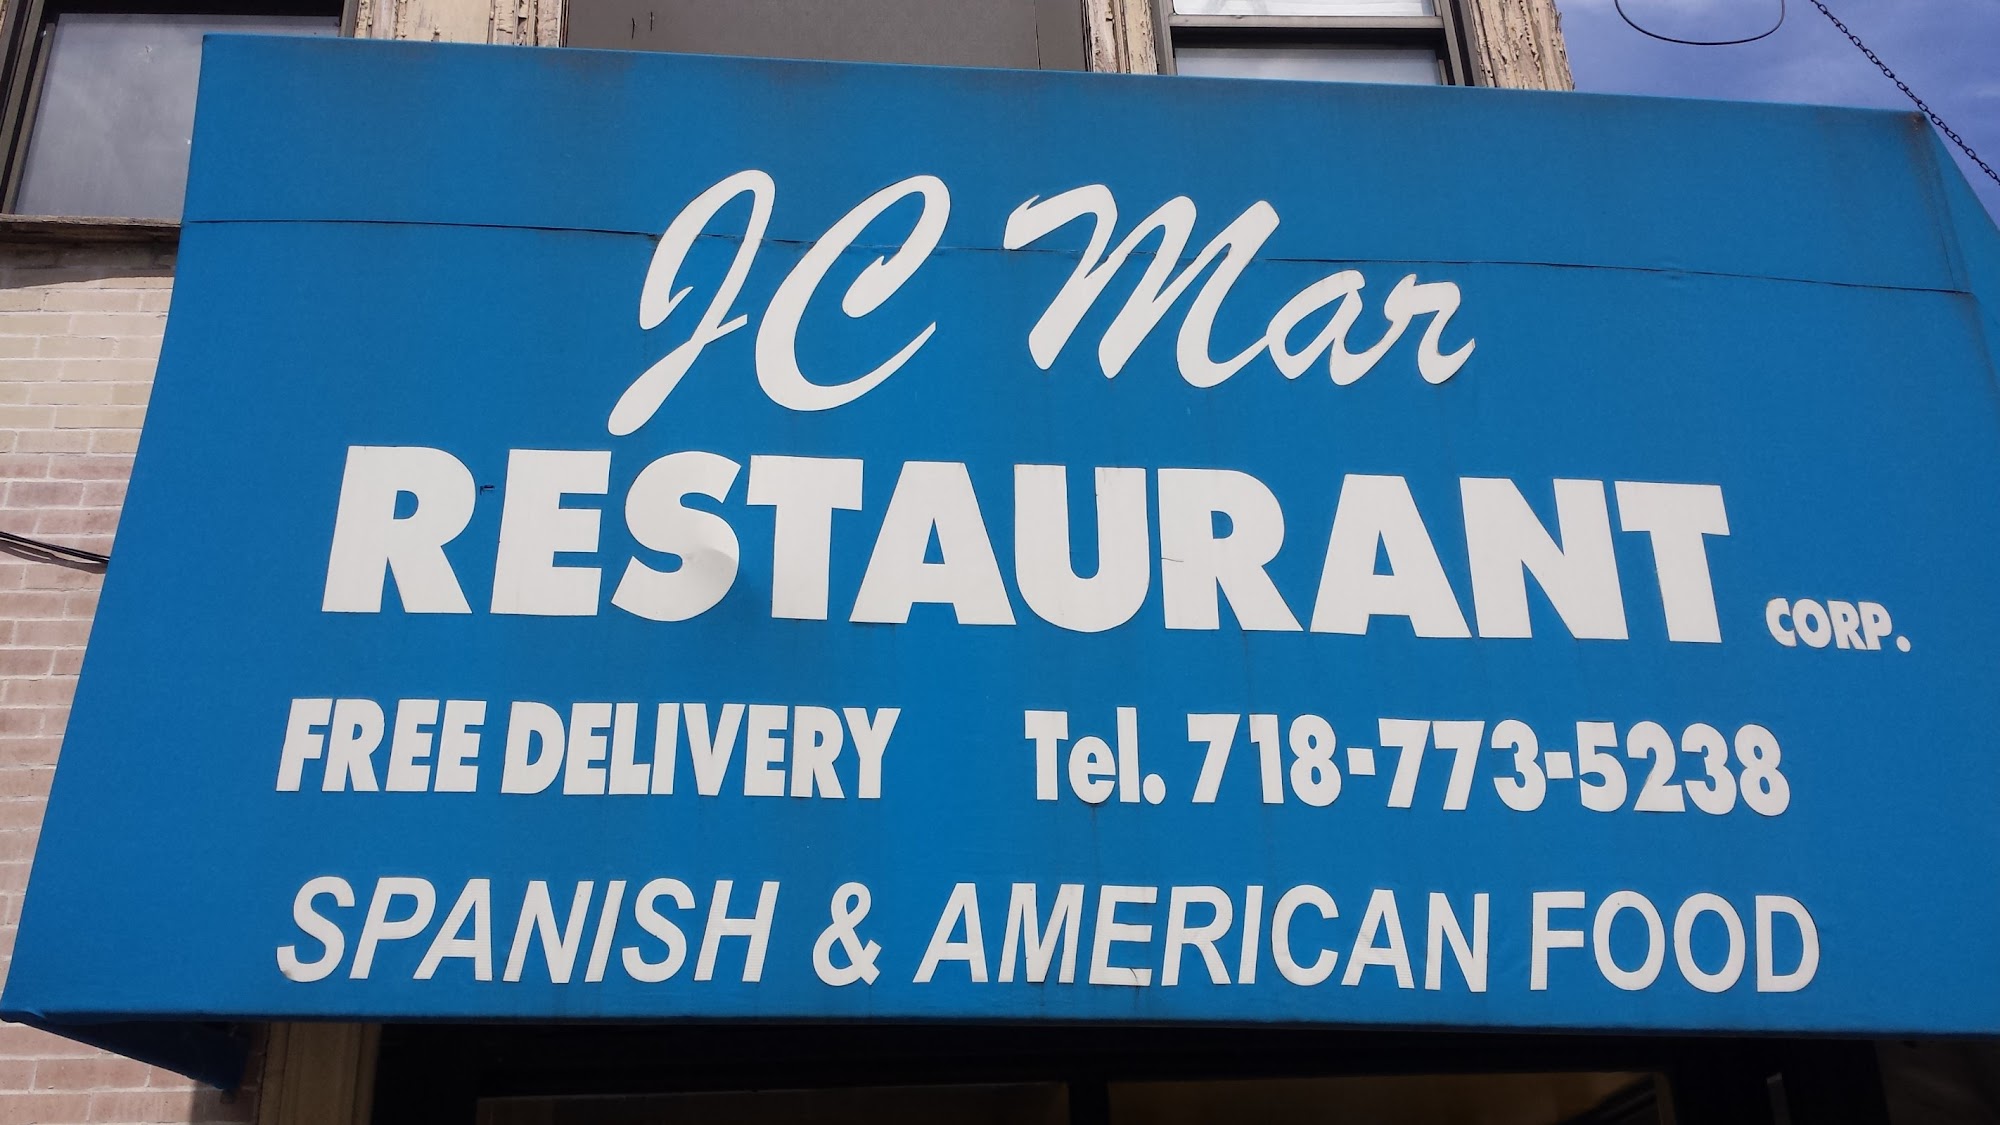 JC Mar
RESTAURANT CORP.
FREE DELIVERY Tel. 718-773-5238
SPANISH & AMERICAN FOOD